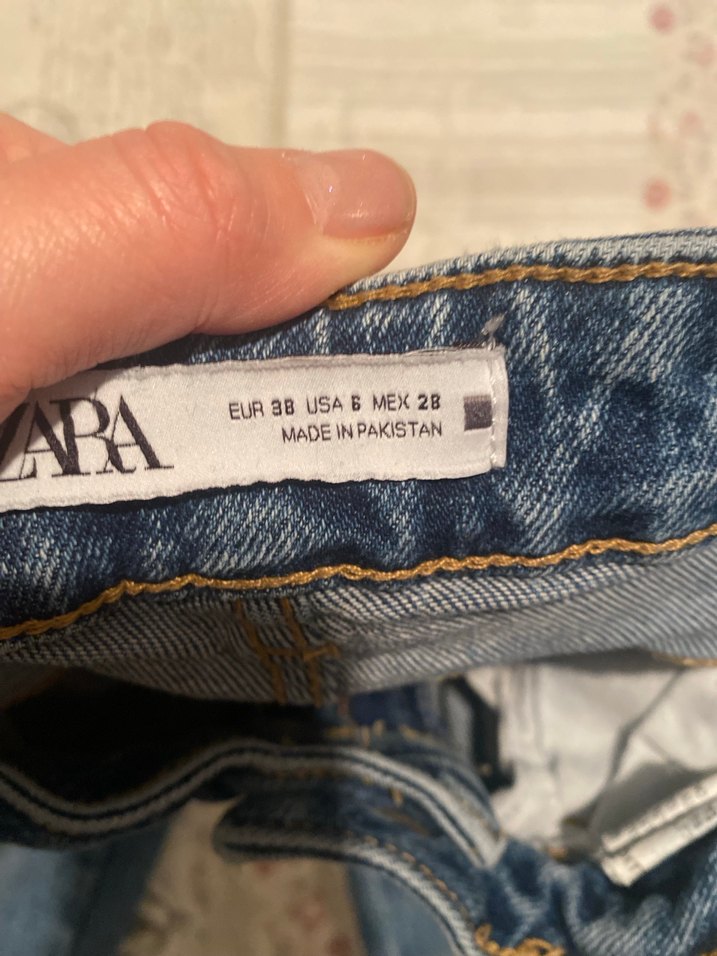 ZARA
EUR 38 USA 6 MEX 28
MADE IN PAKISTAN